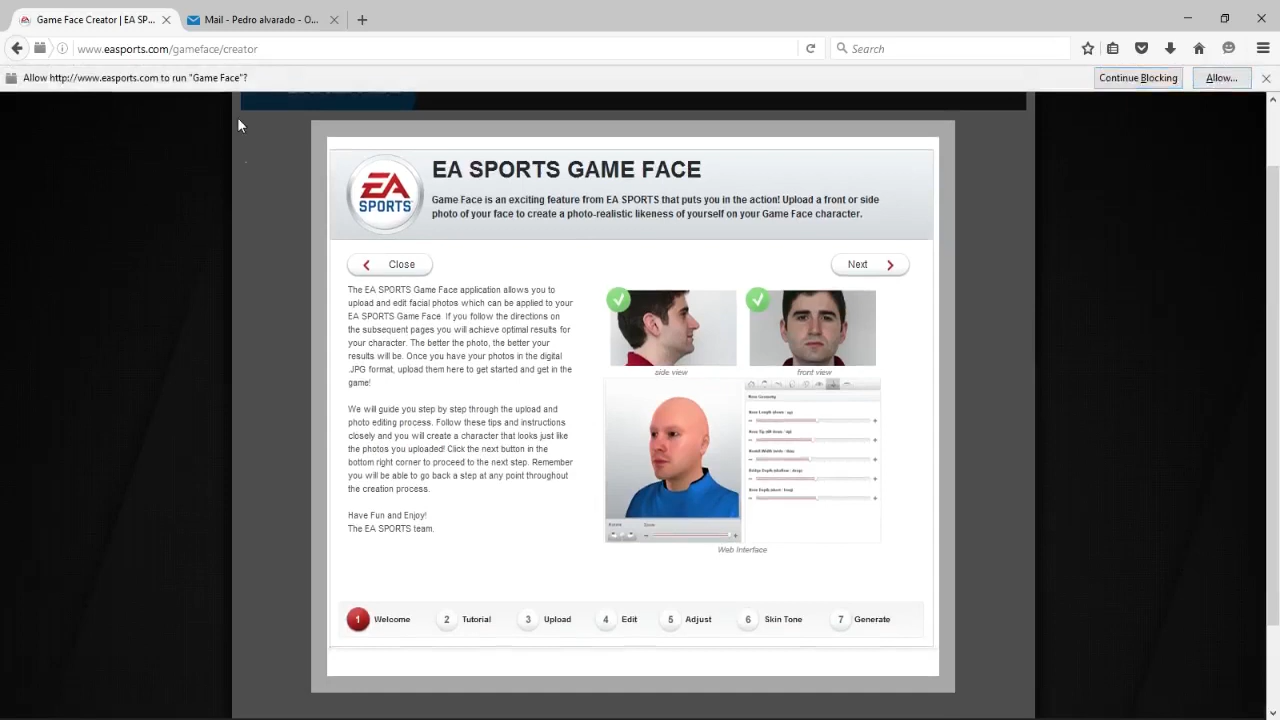 Game Face Creator | EA SP...
Mail - Pedro alvarado - O...
www.easports.com/gameface/creator
Search
Allow http://www.easports.com to run "Game Face"?
Continue Blocking
Allow...
EA SPORTS
EA SPORTS GAME FACE
Game Face is an exciting feature from EA SPORTS that puts you in the action! Upload a front or side
photo of your face to create a photo-realistic likeness of yourself on your Game Face character.
Close
Next
The EA SPORTS Game Face application allows you to
upload and edit facial photos which can be applied to your
EA SPORTS Game Face. If you follow the directions on
the subsequent pages you will achieve optimal results for
your character. The better the photo, the better your
results will be. Once you have your photos in the digital
.JPG format, upload them here to get started and get in the
game!
We will guide you step by step through the upload and
photo editing process. Follow these tips and instructions
closely and you will create a character that looks just like
the photos you uploaded! Click the next button in the
bottom right corner to proceed to the next step. Remember
you will be able to go back a step at any point throughout
the creation process.
Have Fun and Enjoy!
The EA SPORTS team.
side view
front view
Zoom
Web Interface
1 Welcome
2 Tutorial
3 Upload
4 Edit
5 Adjust
6 Skin Tone
7 Generate